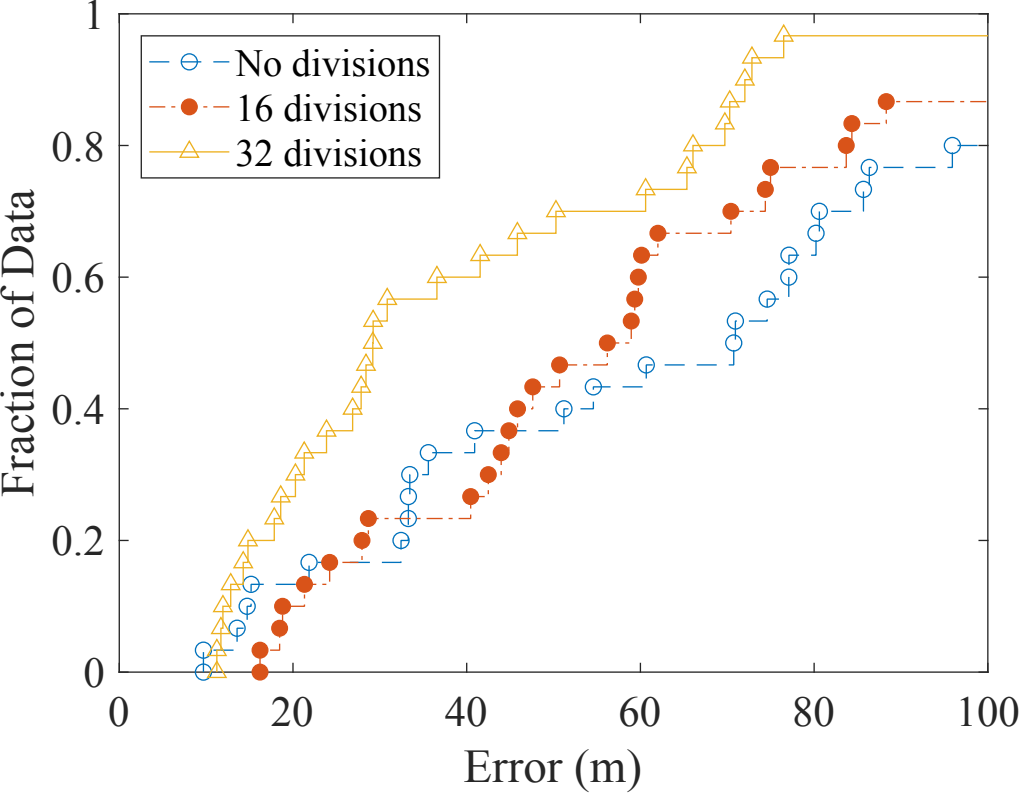 1
0.8
0.6
0.4
0.2
0
Fraction of Data
No divisions
16 divisions
32 divisions
0 20 40 60 80 100
Error (m)